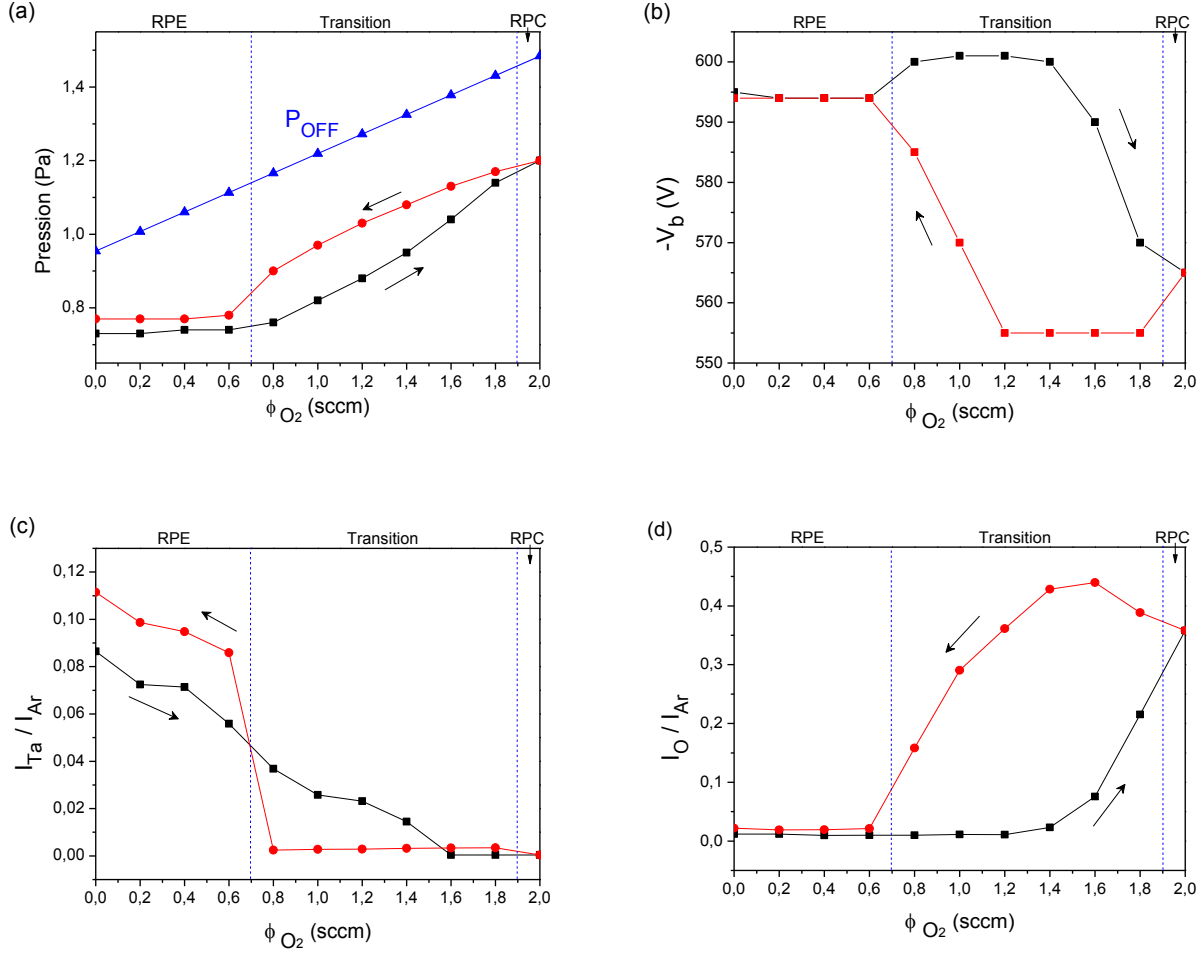 (a)
RPE Transition RPC
1.4
1.2
1.0
0.8
Pression (Pa)
P_OFF
0,0 0,2 0,4 0,6 0,8 1,0 1,2 1,4 1,6 1,8 2,0
ϕ O₂ (sccm)
(b)
RPE Transition RPC
600
590
580
570
560
550
-V_b (V)
0,0 0,2 0,4 0,6 0,8 1,0 1,2 1,4 1,6 1,8 2,0
ϕ O₂ (sccm)
(c)
RPE Transition RPC
0,12
0,10
0,08
0,06
0,04
0,02
0,00
I_Ta / I_Ar
0,0 0,2 0,4 0,6 0,8 1,0 1,2 1,4 1,6 1,8 2,0
ϕ O₂ (sccm)
(d)
RPE Transition RPC
0,5
0,4
0,3
0,2
0,1
0,0
I_O / I_Ar
0,0 0,2 0,4 0,6 0,8 1,0 1,2 1,4 1,6 1,8 2,0
ϕ O₂ (sccm)